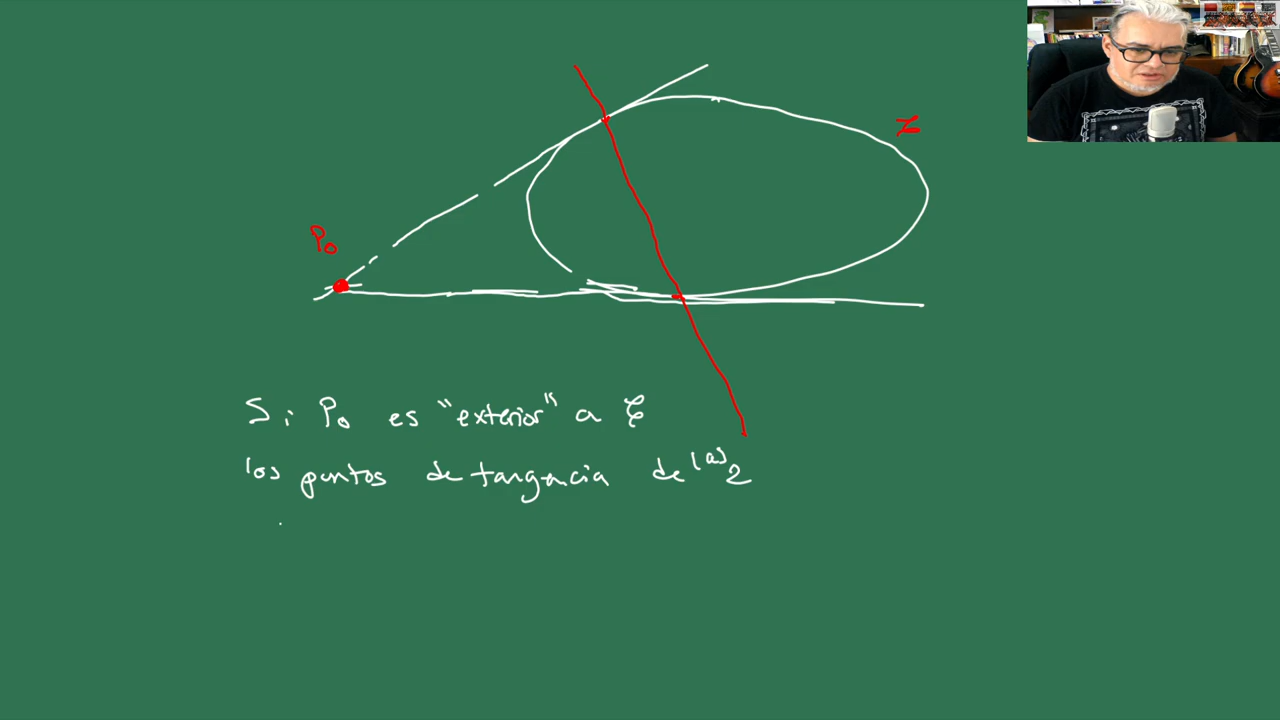 P₀
Si P₀ es "exterior" a 𝒞
los puntos de tangencia de las 2